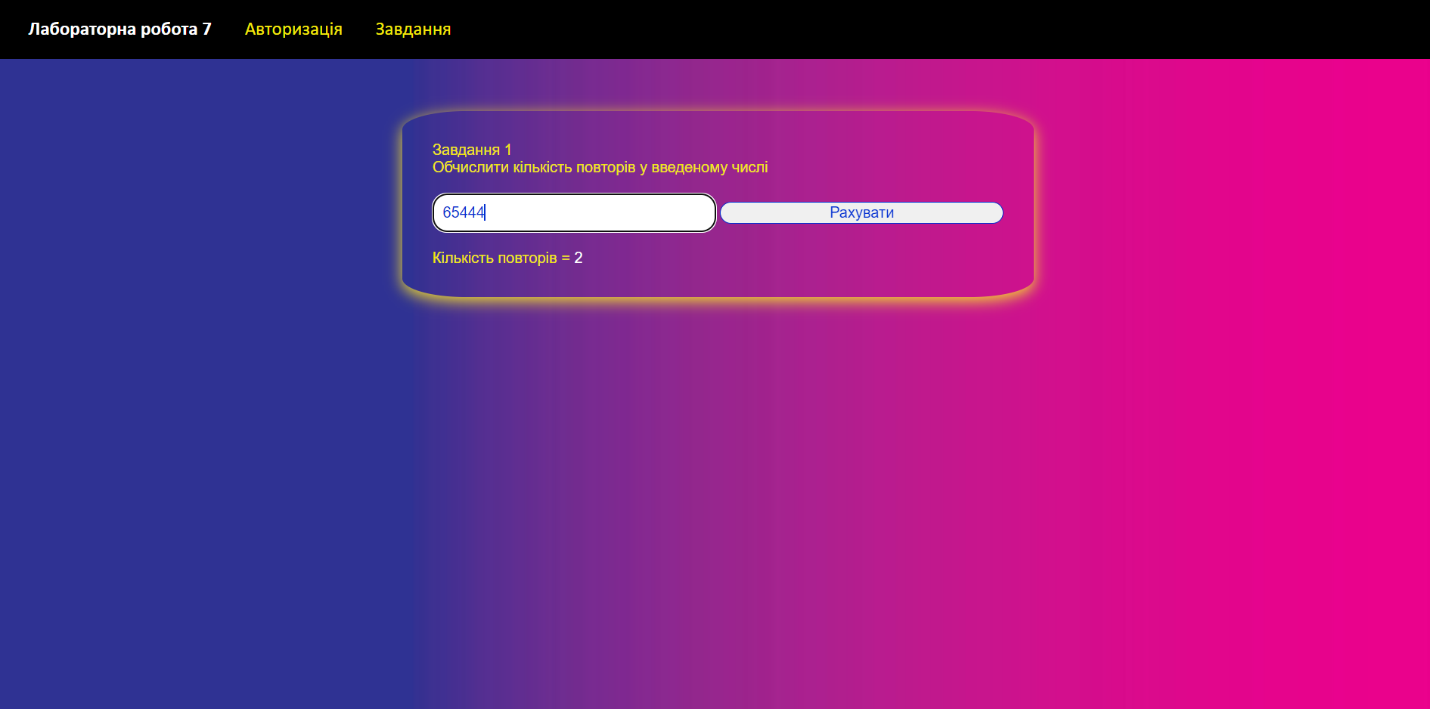 Лабораторна робота 7 Авторизація Завдання
Завдання 1
Обчислити кількість повторів у введеному числі
65444 Рахувати
Кількість повторів = 2